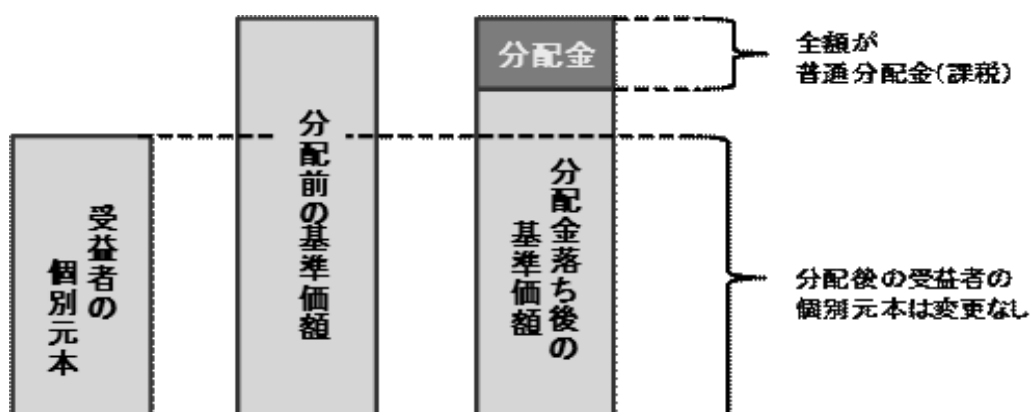 受益者の
個別元本
分配前の基準価額
分配金
分配金落ち後の
基準価額
全額が
普通分配金(課税)
分配後の受益者の
個別元本は変更なし